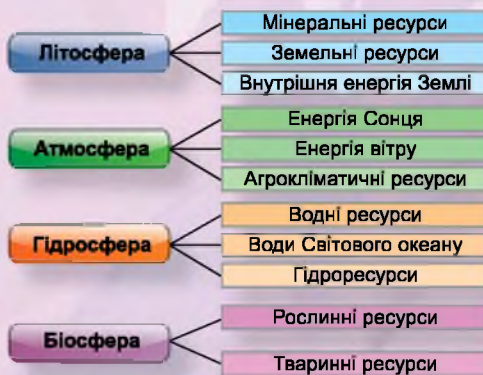 Літосфера
Мінеральні ресурси
Земельні ресурси
Внутрішня енергія Землі
Атмосфера
Енергія Сонця
Енергія вітру
Агрокліматичні ресурси
Гідросфера
Водні ресурси
Води Світового океану
Гідроресурси
Біосфера
Рослинні ресурси
Тваринні ресурси